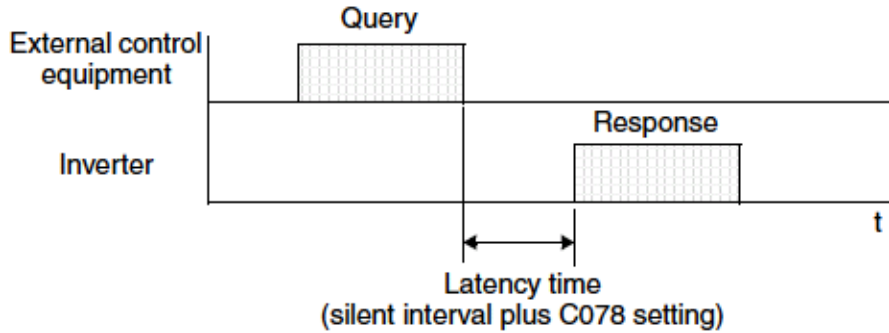 Query
External control
equipment
Response
Inverter
t
Latency time
(silent interval plus C078 setting)